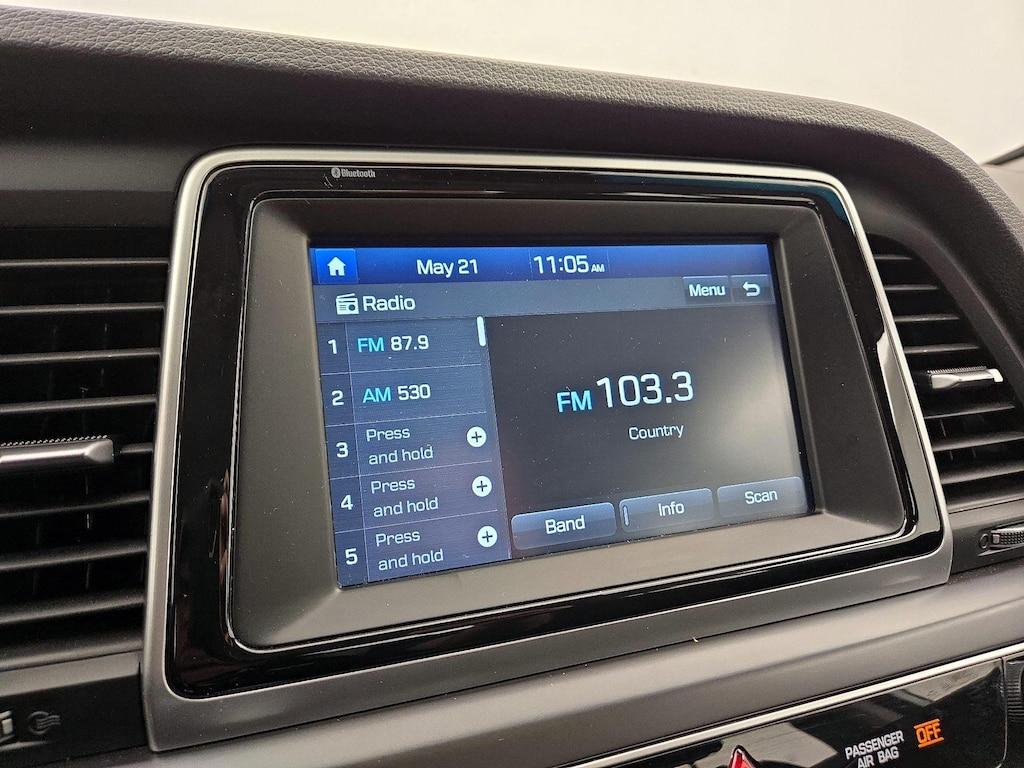 Bluetooth
May 21 11:05 AM
Radio Menu
1 FM 87.9
2 AM 530
3 Press
and hold
4 Press
and hold
5 Press
and hold
FM 103.3
Country
Band Info Scan
PASSENGER
AIR BAG OFF